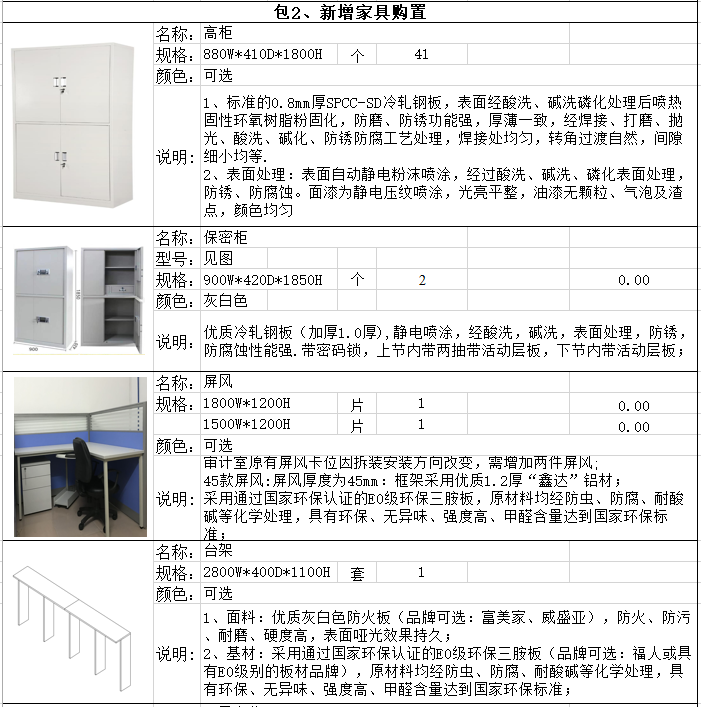 包2、新增家具购置
名称: 高柜
规格: 880W*410D*1800H 个 41
颜色: 可选
说明: 1、标准的0.8mm厚SPCC-SD冷轧钢板，表面经酸洗、碱洗磷化处理后喷热
固性环氧树脂粉固化，防磨、防锈功能强，厚薄一致，经焊接、打磨、抛
光、酸洗、碱化、防锈防腐工艺处理，焊接处均匀，转角过渡自然，间隙
细小均等.
2、表面处理：表面自动静电粉沫喷涂，经过酸洗、碱洗、磷化表面处理，
防锈、防腐蚀。面漆为静电压纹喷涂，光亮平整，油漆无颗粒、气泡及渣
点，颜色均匀
名称: 保密柜
型号: 见图
规格: 900W*420D*1850H 个 2 0.00
颜色: 灰白色
说明: 优质冷轧钢板（加厚1.0厚),静电喷涂，经酸洗，碱洗，表面处理，防锈，
防腐蚀性能强.带密码锁，上节内带两抽带活动层板，下节内带活动层板；
名称: 屏风
规格: 1800W*1200H 片 1 0.00
1500W*1200H 片 1 0.00
颜色: 可选
说明: 审计室原有屏风卡位因拆装安装方向改变，需增加两件屏风;
45款屏风:屏风厚度为45mm：框架采用优质1.2厚“鑫达”铝材；
采用通过国家环保认证的E0级环保三胺板，原材料均经防虫、防腐、耐酸
碱等化学处理，具有环保、无异味、强度高、甲醛含量达到国家环保标
准；
名称: 台架
规格: 2800W*400D*1100H 套 1
颜色: 可选
说明: 1、面料：优质灰白色防火板（品牌可选：富美家、威盛亚），防火、防污
、耐磨、硬度高，表面哑光效果持久；
2、基材：采用通过国家环保认证的E0级环保三胺板（品牌可选：福人或具
有E0级别的板材品牌），原材料均经防虫、防腐、耐酸碱等化学处理，具
有环保、无异味、强度高、甲醛含量达到国家环保标准；